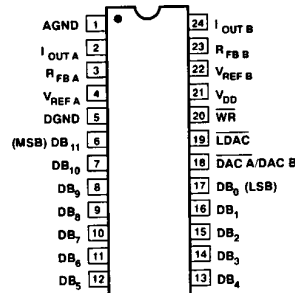 AGND 1 24 I OUT B
I OUT A 2 23 R FB B
R FB A 3 22 V REF B
V REF A 4 21 V DD
DGND 5 20 WR
(MSB) DB11 6 19 LDAC
DB10 7 18 DAC A/DAC B
DB9 8 17 DB0 (LSB)
DB8 9 16 DB1
DB7 10 15 DB2
DB6 11 14 DB3
DB5 12 13 DB4